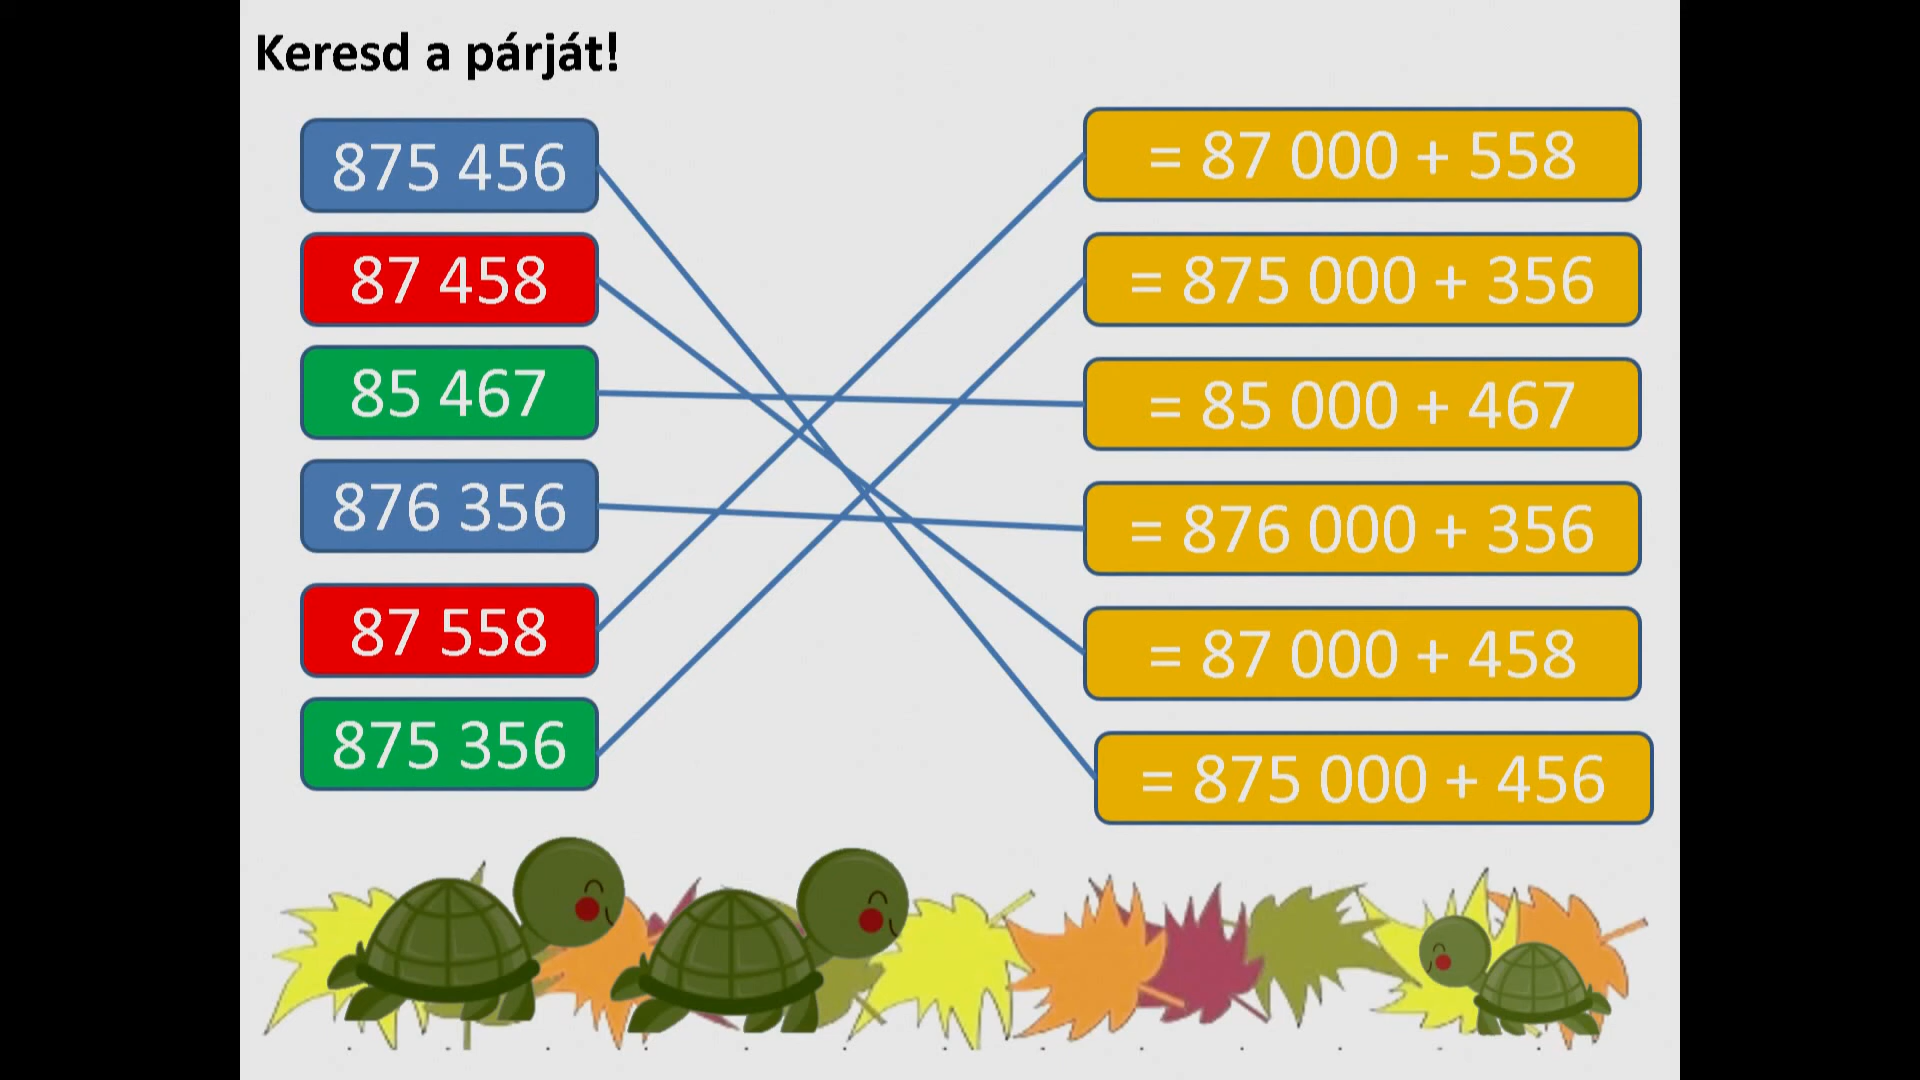 Keresd a párját!
875 456
87 458
85 467
876 356
87 558
875 356
= 87 000 + 558
= 875 000 + 356
= 85 000 + 467
= 876 000 + 356
= 87 000 + 458
= 875 000 + 456